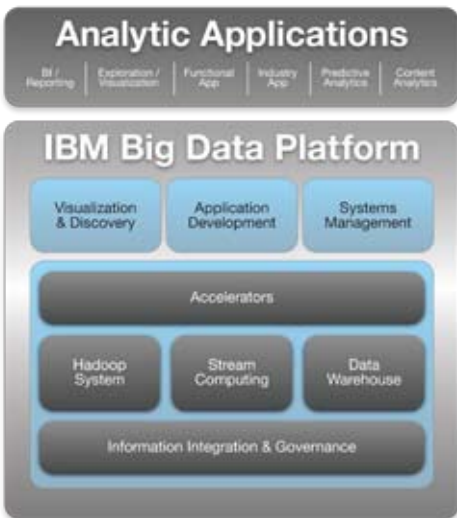 Analytic Applications
BI / Reporting
Exploration / Visualization
Functional App
Industry App
Predictive Analytics
Content Analytics
IBM Big Data Platform
Visualization & Discovery
Application Development
Systems Management
Accelerators
Hadoop System
Stream Computing
Data Warehouse
Information Integration & Governance